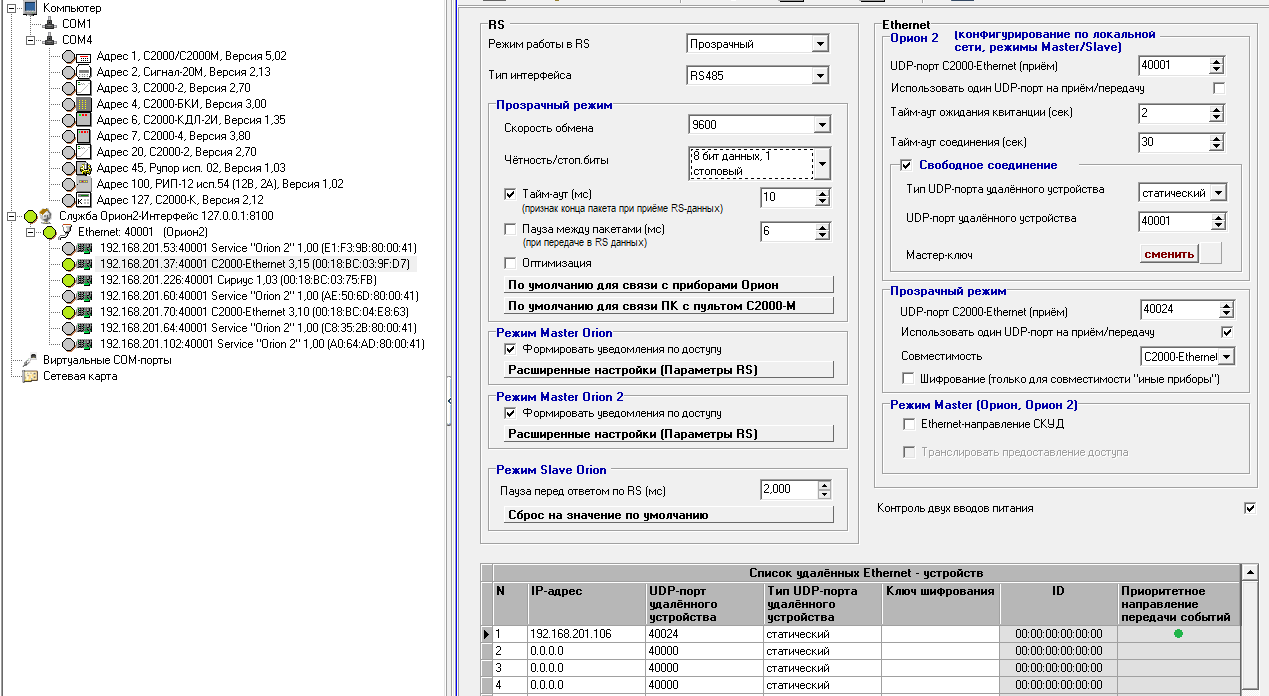 Компьютер
COM1
COM4
Адрес 1, С2000/С2000М, Версия 5,02
Адрес 2, Сигнал-20М, Версия 2,13
Адрес 3, С2000-2, Версия 2,70
Адрес 4, С2000-БКИ, Версия 3,00
Адрес 6, С2000-КДЛ-2И, Версия 1,35
Адрес 7, С2000-4, Версия 3,80
Адрес 20, С2000-2, Версия 2,70
Адрес 45, Рупор исп. 02, Версия 1,03
Адрес 100, РИП-12 исп.54 (12В, 2А), Версия 1,02
Адрес 127, С2000-К, Версия 2,12
Служба Орион2-Интерфейс 127.0.0.1:8100
Ethernet: 40001 (Орион2)
192.168.201.53:40001 Service "Orion 2" 1,00 (E1:F3:9B:80:00:41)
192.168.201.37:40001 С2000-Ethernet 3,15 (00:18:BC:03:9F:D7)
192.168.201.226:40001 Сириус 1,03 (00:18:BC:03:75:FB)
192.168.201.60:40001 Service "Orion 2" 1,00 (AE:50:6D:80:00:41)
192.168.201.70:40001 С2000-Ethernet 3,10 (00:18:BC:04:E8:63)
192.168.201.64:40001 Service "Orion 2" 1,00 (C8:35:2B:80:00:41)
192.168.201.102:40001 Service "Orion 2" 1,00 (A0:64:AD:80:00:41)
Виртуальные COM-порты
Сетевая карта
RS
Режим работы в RS Прозрачный
Тип интерфейса RS485
Прозрачный режим
Скорость обмена 9600
Чётность/стоп.биты 8 бит данных, 1
стоповый
Тайм-аут (мс) 10
(признак конца пакета при приёме RS-данных)
Пауза между пакетами (мс) 6
(при передаче в RS данных)
Оптимизация
По умолчанию для связи с приборами Орион
По умолчанию для связи ПК с пультом С2000-М
Режим Master Orion
Формировать уведомления по доступу
Расширенные настройки (Параметры RS)
Режим Master Orion 2
Формировать уведомления по доступу
Расширенные настройки (Параметры RS)
Режим Slave Orion
Пауза перед ответом по RS (мс) 2,000
Сброс на значение по умолчанию
Ethernet
Орион 2 (конфигурирование по локальной
сети, режимы Master/Slave)
UDP-порт С2000-Ethernet (приём) 40001
Использовать один UDP-порт на приём/передачу
Тайм-аут ожидания квитанции (сек) 2
Тайм-аут соединения (сек) 30
Свободное соединение
Тип UDP-порта удалённого устройства статический
UDP-порт удалённого устройства 40001
Мастер-ключ сменить
Прозрачный режим
UDP-порт С2000-Ethernet (приём) 40024
Использовать один UDP-порт на приём/передачу
Совместимость С2000-Ethernet
Шифрование (только для совместимости "иные приборы")
Режим Master (Орион, Орион 2)
Ethernet-направление СКУД
Транслировать предоставление доступа
Контроль двух вводов питания
Список удалённых Ethernet - устройств
N IP-адрес UDP-порт удалённого устройства Тип UDP-порта удалённого устройства Ключ шифрования ID Приоритетное направление передачи событий
1 192.168.201.106 40024 статический 00:00:00:00:00:00
2 0.0.0.0 40000 статический 00:00:00:00:00:00
3 0.0.0.0 40000 статический 00:00:00:00:00:00
4 0.0.0.0 40000 статический 00:00:00:00:00:00